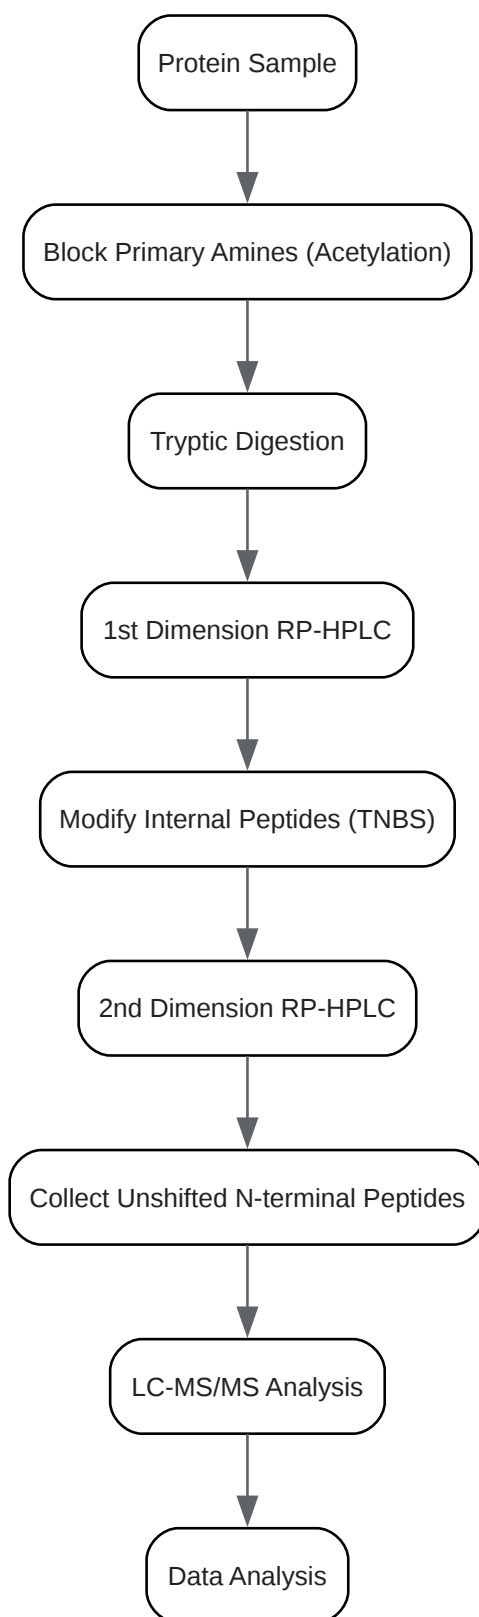 Protein Sample
Block Primary Amines (Acetylation)
Tryptic Digestion
1st Dimension RP-HPLC
Modify Internal Peptides (TNBS)
2nd Dimension RP-HPLC
Collect Unshifted N-terminal Peptides
LC-MS/MS Analysis
Data Analysis